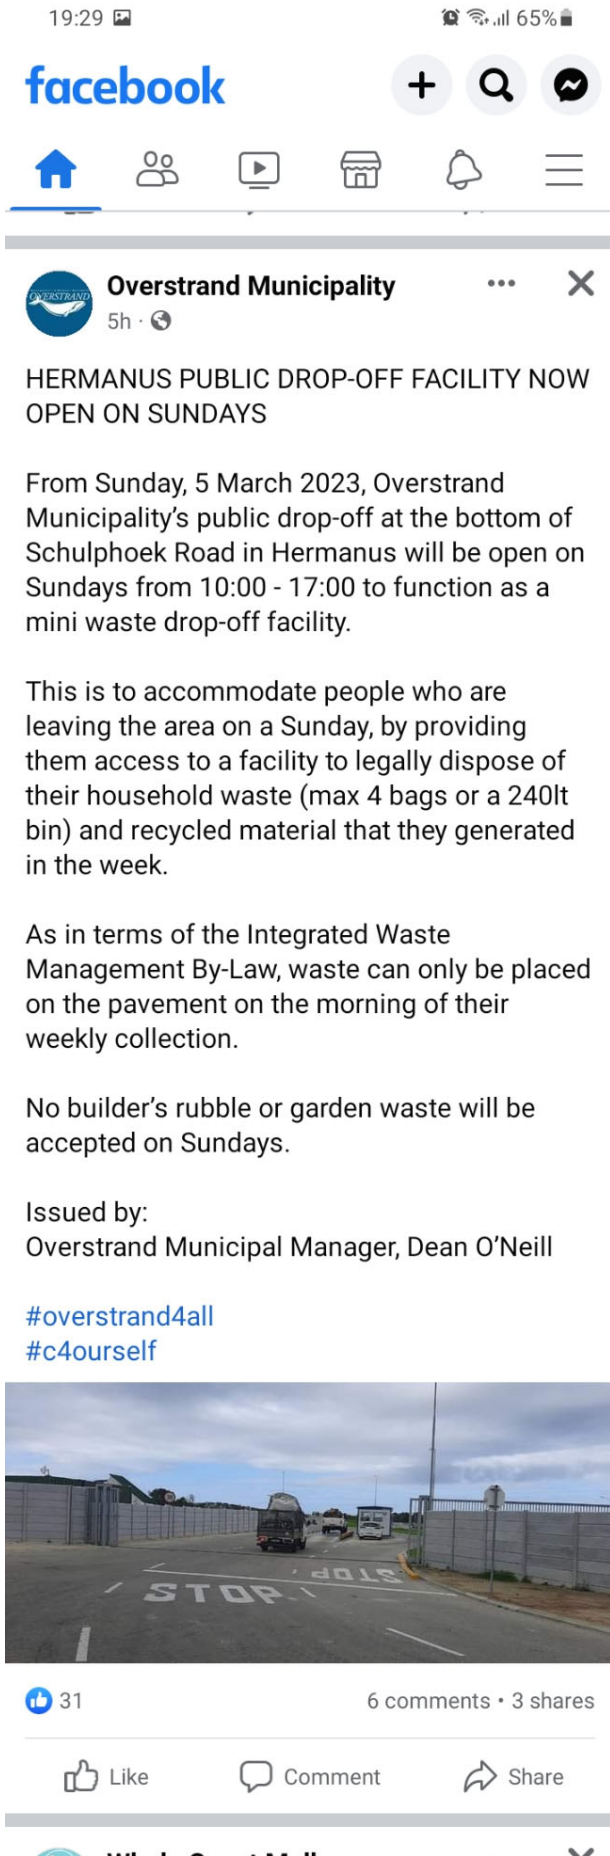 19:29 65%
facebook
OVERSTRAND
Overstrand Municipality
5h ·
HERMANUS PUBLIC DROP-OFF FACILITY NOW
OPEN ON SUNDAYS
From Sunday, 5 March 2023, Overstrand
Municipality's public drop-off at the bottom of
Schulphoek Road in Hermanus will be open on
Sundays from 10:00 - 17:00 to function as a
mini waste drop-off facility.
This is to accommodate people who are
leaving the area on a Sunday, by providing
them access to a facility to legally dispose of
their household waste (max 4 bags or a 240lt
bin) and recycled material that they generated
in the week.
As in terms of the Integrated Waste
Management By-Law, waste can only be placed
on the pavement on the morning of their
weekly collection.
No builder's rubble or garden waste will be
accepted on Sundays.
Issued by:
Overstrand Municipal Manager, Dean O'Neill
#overstrand4all
#c4ourself
STOP
STOP
31 6 comments • 3 shares
Like Comment Share